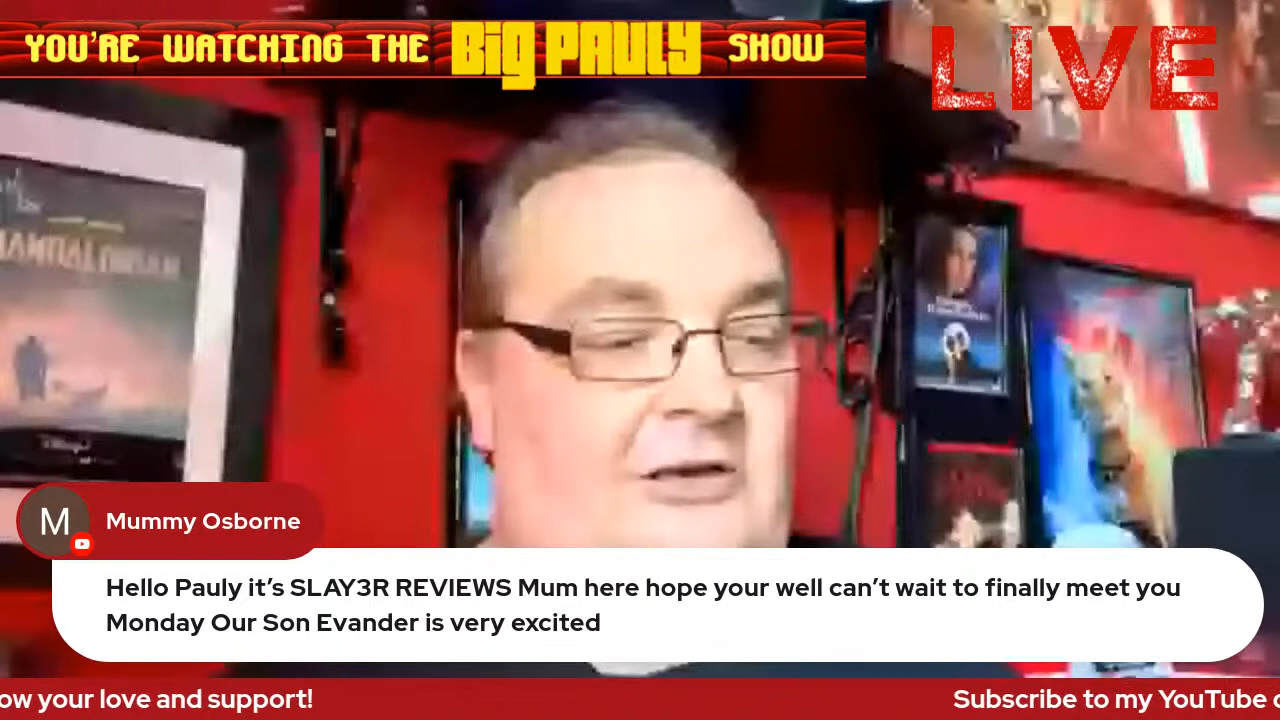 YOU'RE WATCHING THE BiG PAULY SHOW
LIVE
MANDALORIAN
Mummy Osborne
M
Hello Pauly it's SLAY3R REVIEWS Mum here hope your well can't wait to finally meet you
Monday Our Son Evander is very excited
ow your love and support!
Subscribe to my YouTube c